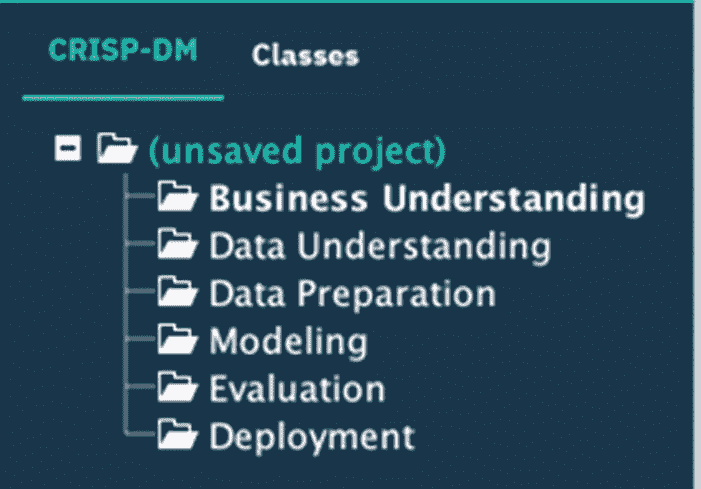 CRISP-DM Classes
(unsaved project)
Business Understanding
Data Understanding
Data Preparation
Modeling
Evaluation
Deployment